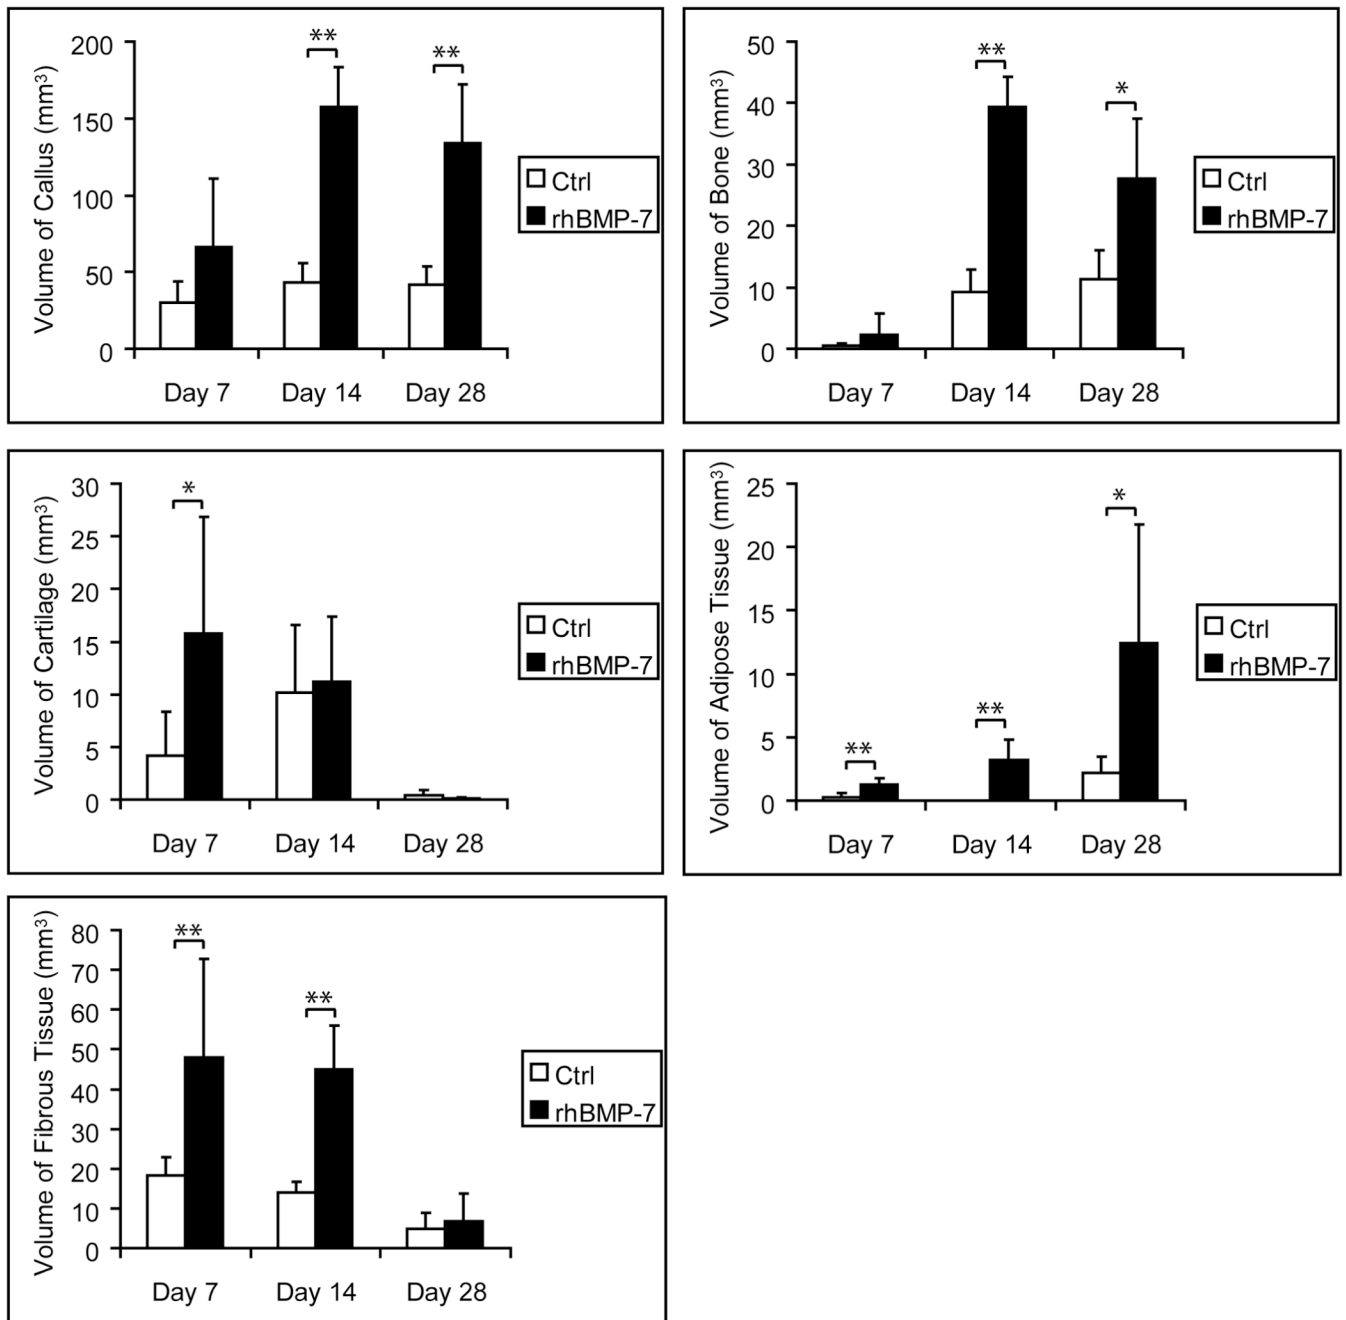 Volume of Callus (mm³)
200
150
100
50
0
**
**
Day 7
Day 14
Day 28
Ctrl
rhBMP-7
Volume of Bone (mm³)
50
40
30
20
10
0
**
*
Day 7
Day 14
Day 28
Ctrl
rhBMP-7
Volume of Cartilage (mm³)
30
25
20
15
10
5
0
*
Day 7
Day 14
Day 28
Ctrl
rhBMP-7
Volume of Adipose Tissue (mm³)
25
20
15
10
5
0
**
**
*
Day 7
Day 14
Day 28
Ctrl
rhBMP-7
Volume of Fibrous Tissue (mm³)
80
70
60
50
40
30
20
10
0
**
**
Day 7
Day 14
Day 28
Ctrl
rhBMP-7